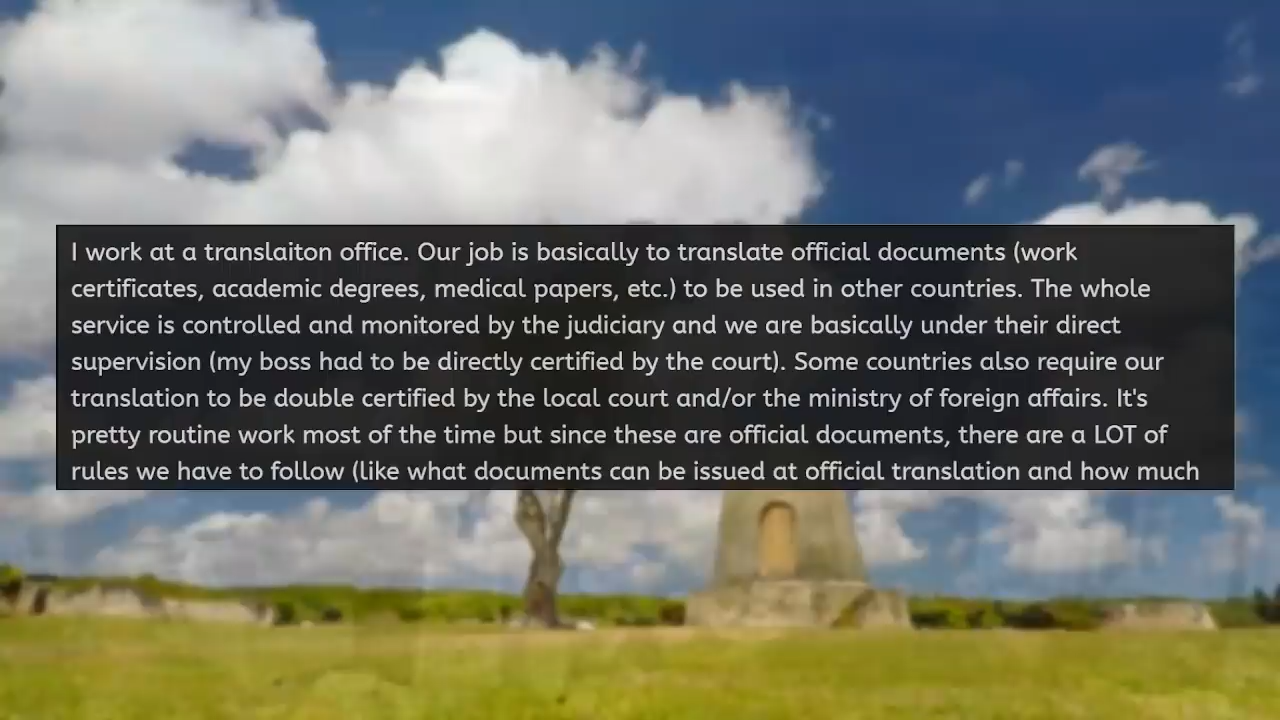 I work at a translaiton office. Our job is basically to translate official documents (work
certificates, academic degrees, medical papers, etc.) to be used in other countries. The whole
service is controlled and monitored by the judiciary and we are basically under their direct
supervision (my boss had to be directly certified by the court). Some countries also require our
translation to be double certified by the local court and/or the ministry of foreign affairs. It's
pretty routine work most of the time but since these are official documents, there are a LOT of
rules we have to follow (like what documents can be issued at official translation and how much